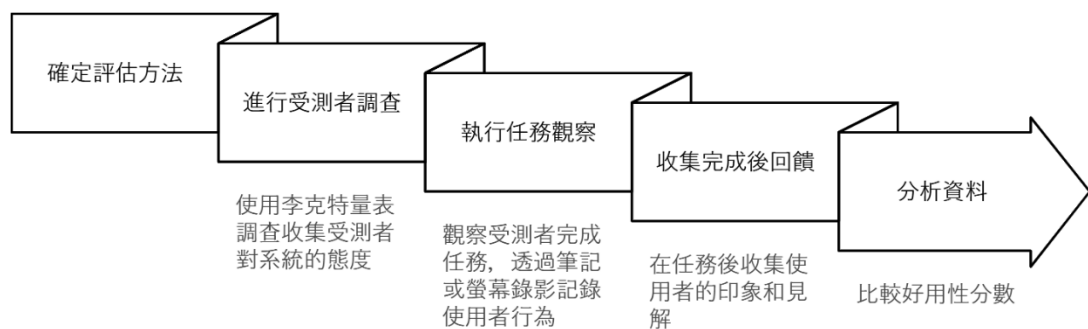 確定評估方法
進行受測者調查
使用李克特量表
調查收集受測者
對系統的態度
執行任務觀察
觀察受測者完成
任務，透過筆記
或螢幕錄影記錄
使用者行為
收集完成後回饋
在任務後收集使
用者的印象和見
解
分析資料
比較好用性分數